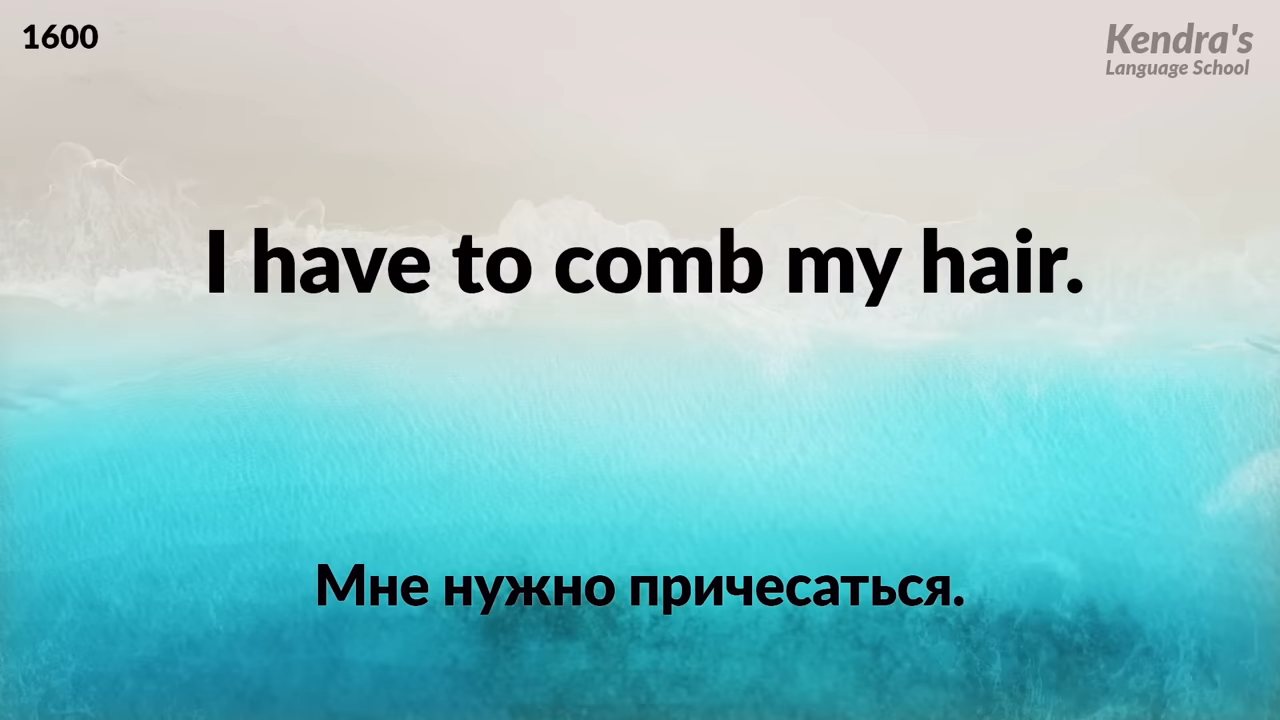 1600
Kendra's
Language School
I have to comb my hair.
Мне нужно причесаться.